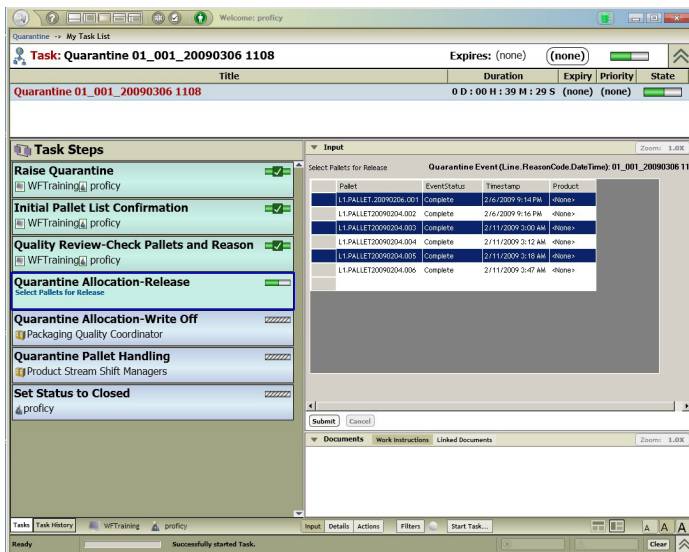 Welcome: proficy
Quarantine -> My Task List
Task: Quarantine 01_001_20090306 1108
Expires: (none) (none)
Title Duration Expiry Priority State
Quarantine 01_001_20090306 1108 0 D : 00 H : 39 M : 29 S (none) (none)
Task Steps
Raise Quarantine
WFTraining proficy
Initial Pallet List Confirmation
WFTraining proficy
Quality Review-Check Pallets and Reason
WFTraining proficy
Quarantine Allocation-Release
Select Pallets for Release
Quarantine Allocation-Write Off
Packaging Quality Coordinator
Quarantine Pallet Handling
Product Stream Shift Managers
Set Status to Closed
proficy
Input Zoom: 1.0X
Select Pallets for Release Quarantine Event (Line.ReasonCode.DateTime): 01_001_20090306 11
Pallet EventStatus Timestamp Product
L1.PALLET.20090206.001 Complete 2/6/2009 9:14 PM <None>
L1.PALLET20090204.002 Complete 2/6/2009 9:16 PM <None>
L1.PALLET20090204.003 Complete 2/11/2009 3:00 AM <None>
L1.PALLET20090204.004 Complete 2/11/2009 3:12 AM <None>
L1.PALLET20090204.005 Complete 2/11/2009 3:18 AM <None>
L1.PALLET20090204.006 Complete 2/11/2009 3:47 AM <None>
Submit Cancel
Documents Work Instructions Linked Documents Zoom: 1.0X
Tasks Task History WFTraining proficy
Input Details Actions Filters Start Task... A A A
Ready Successfully started Task. Clear